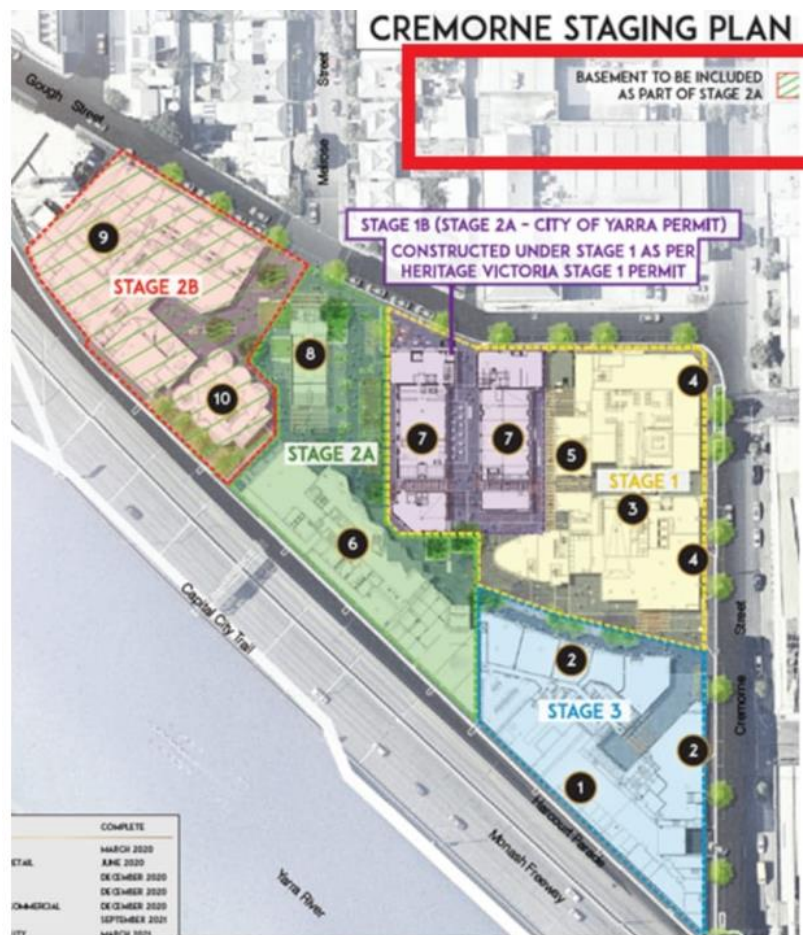 CREMORNE STAGING PLAN
BASEMENT TO BE INCLUDED
AS PART OF STAGE 2A
Gough Street
Melrose Street
STAGE 1B (STAGE 2A - CITY OF YARRA PERMIT)
CONSTRUCTED UNDER STAGE 1 AS PER
HERITAGE VICTORIA STAGE 1 PERMIT
9
STAGE 2B
10
8
STAGE 2A
7
7
4
5
STAGE 1
3
4
6
2
STAGE 3
2
1
Capital City Trail
Cremorne Street
Harcourt Parade
Monash Freeway
Yarra River
COMPLETE
MARCH 2020
ETAIL JUNE 2020
DECEMBER 2020
DECEMBER 2020
OMMERCIAL DECEMBER 2020
SEPTEMBER 2021
ITY MARCH 2021